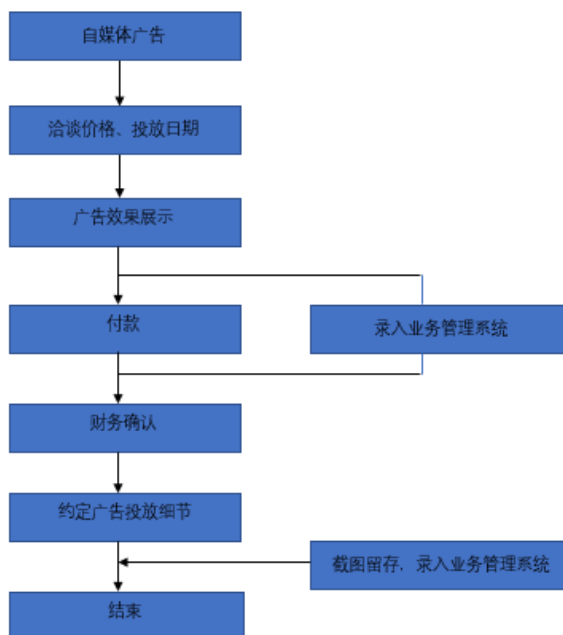 自媒体广告
洽谈价格、投放日期
广告效果展示
付款
录入业务管理系统
财务确认
约定广告投放细节
截图留存，录入业务管理系统
结束